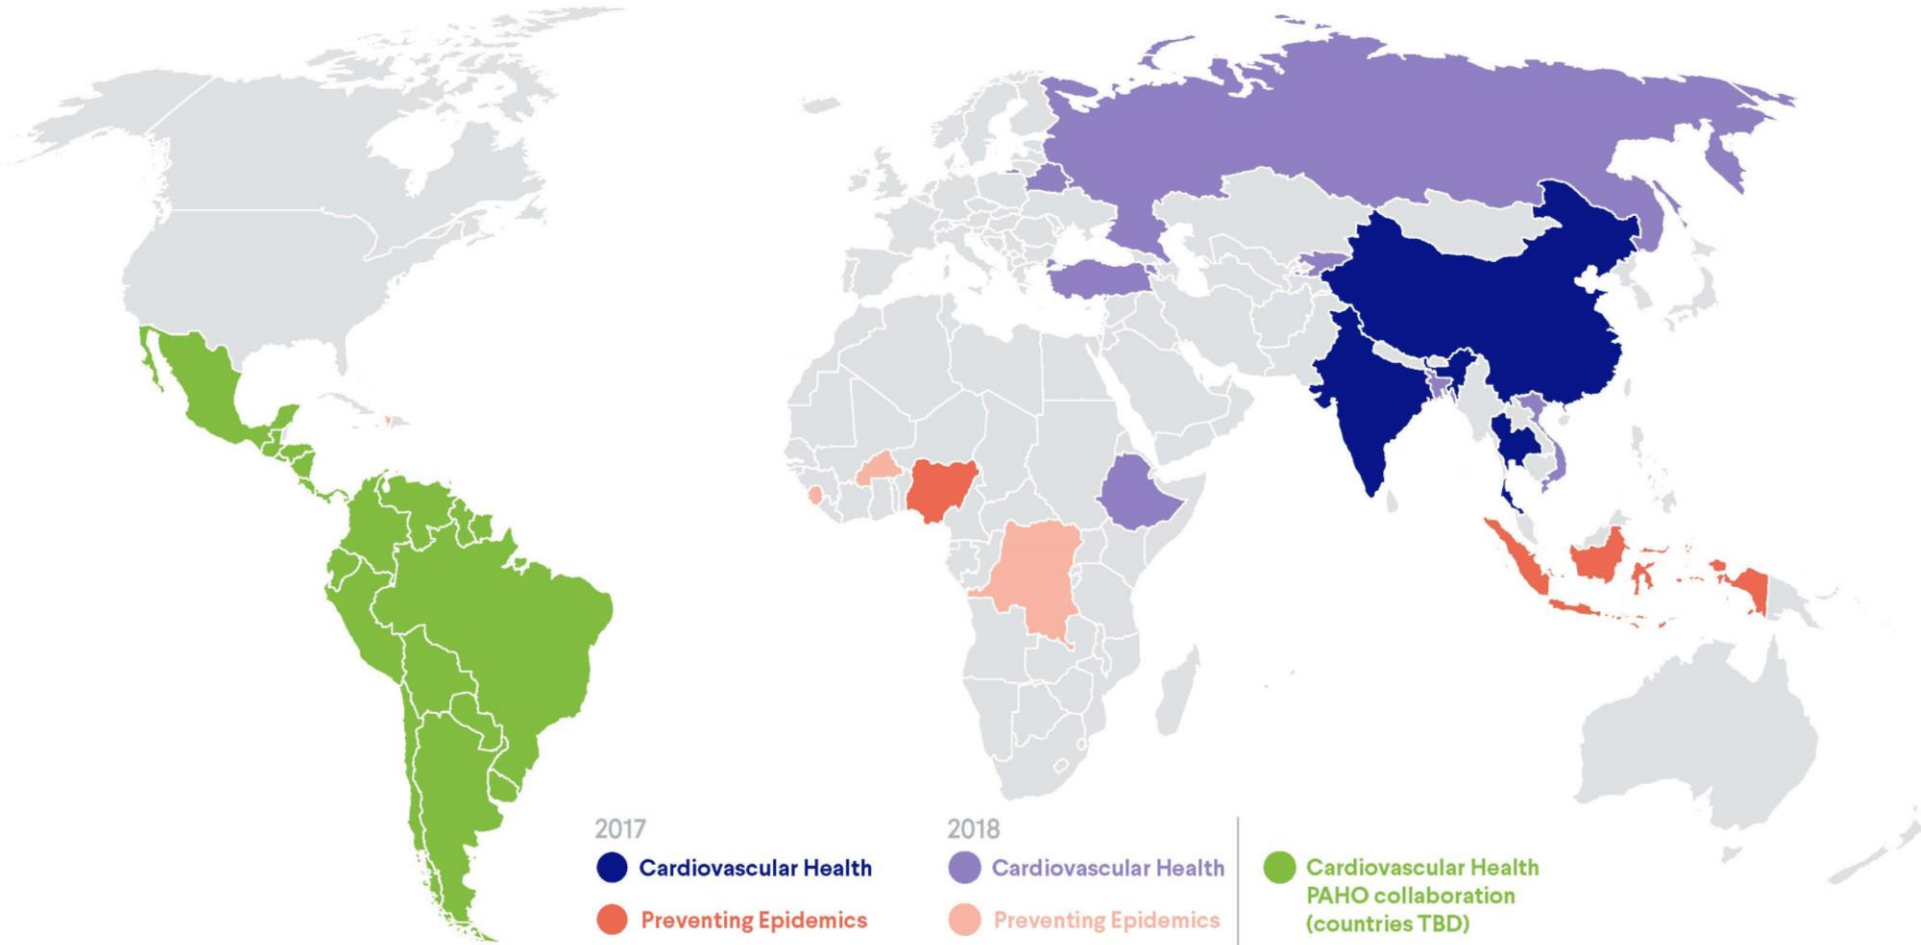 2017
Cardiovascular Health
Preventing Epidemics
2018
Cardiovascular Health
Preventing Epidemics
Cardiovascular Health
PAHO collaboration
(countries TBD)